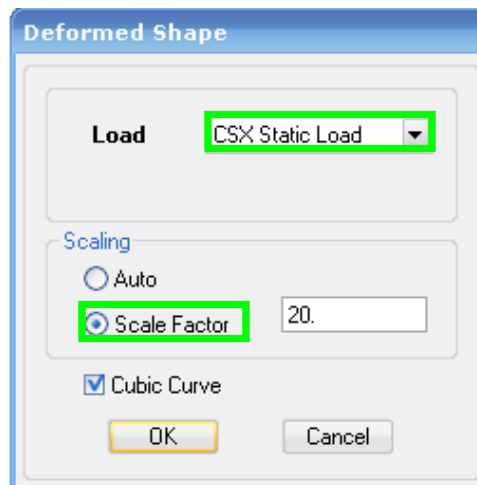 Deformed Shape
Load CSX Static Load
Scaling
Auto
Scale Factor 20.
Cubic Curve
OK Cancel